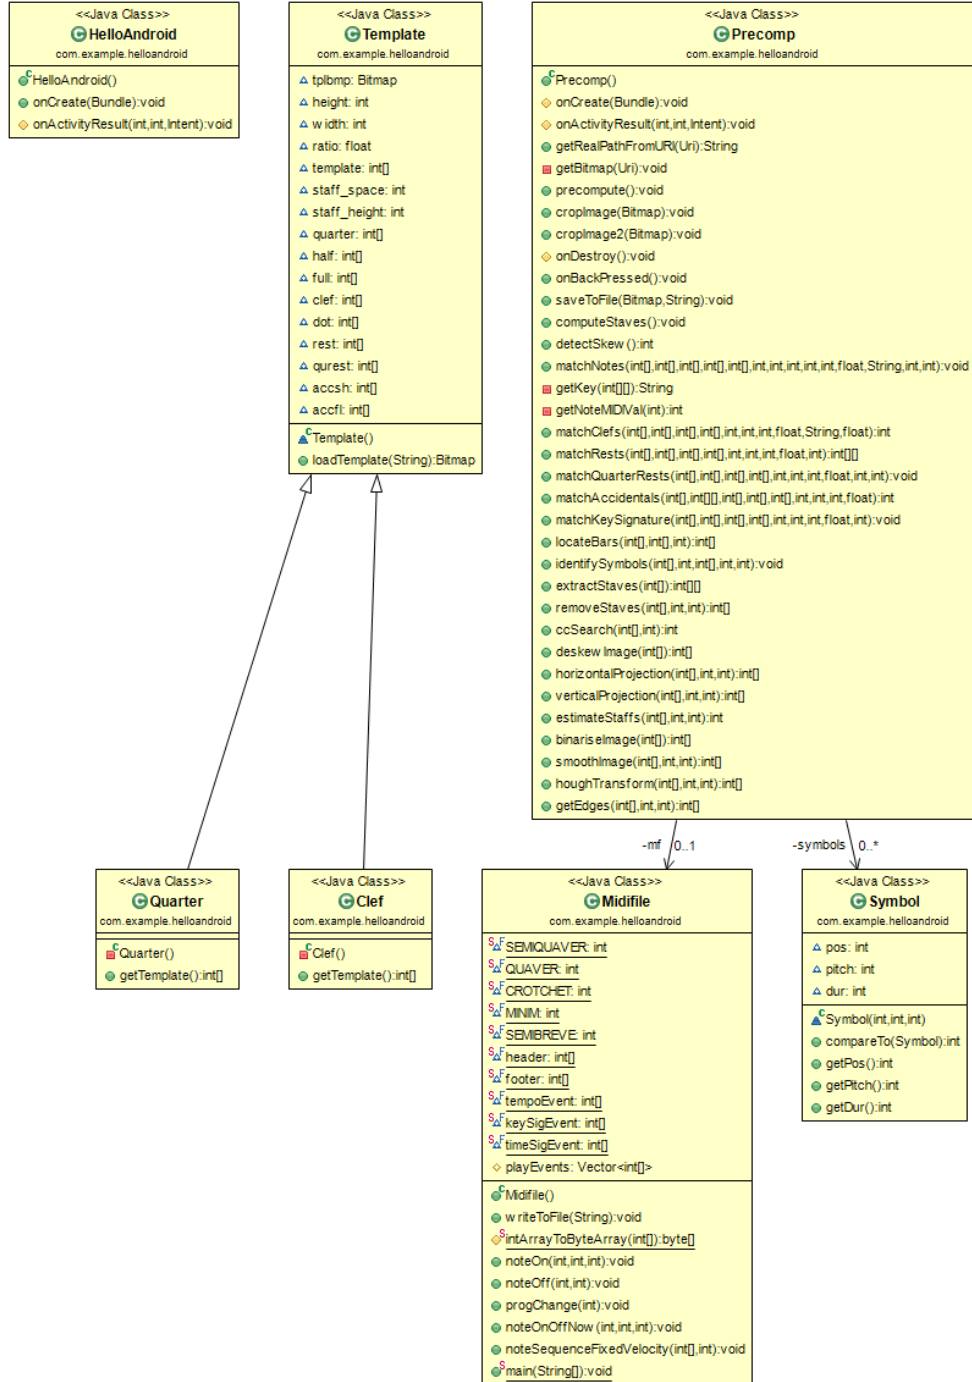 <<Java Class>>
HelloAndroid
com.example.helloandroid
HelloAndroid()
onCreate(Bundle):void
onActivityResult(int,int,Intent):void
<<Java Class>>
Template
com.example.helloandroid
tplbmp: Bitmap
height: int
width: int
ratio: float
template: int[]
staff_space: int
staff_height: int
quarter: int[]
half: int[]
full: int[]
clef: int[]
dot: int[]
rest: int[]
qurest: int[]
accsh: int[]
accfl: int[]
Template()
loadTemplate(String):Bitmap
<<Java Class>>
Precomp
com.example.helloandroid
Precomp()
onCreate(Bundle):void
onActivityResult(int,int,Intent):void
getRealPathFromURI(Uri):String
getBitmap(Uri):void
precompute():void
cropImage(Bitmap):void
cropImage2(Bitmap):void
onDestroy():void
onBackPressed():void
saveToFile(Bitmap,String):void
computeStaves():void
detectSkew():int
matchNotes(int[],int[],int[],int[],int[],int,int,int,int,int,float,String,int,int):void
getKey(int[][]):String
getNoteMIDIVal(int):int
matchClefs(int[],int[],int[],int[],int,int,int,float,String,float):int
matchRests(int[],int[],int[],int[],int,int,int,float,int):int[][]
matchQuarterRests(int[],int[],int[],int[],int,int,int,float,int,int):void
matchAccidentals(int[],int[][],int[],int[],int[],int,int,int,float):int
matchKeySignature(int[],int[],int[],int[],int,int,int,float,int):void
locateBars(int[],int[],int):int[]
identifySymbols(int[],int,int[],int,int):void
extractStaves(int[]):int[][]
removeStaves(int[],int,int):int[]
ccSearch(int[],int):int
deskewImage(int[]):int[]
horizontalProjection(int[],int,int):int[]
verticalProjection(int[],int,int):int[]
estimateStaffs(int[],int,int):int
binariseImage(int[]):int[]
smoothImage(int[],int,int):int[]
houghTransform(int[],int,int):int[]
getEdges(int[],int,int):int[]
-mf 0..1
-symbols 0..*
<<Java Class>>
Quarter
com.example.helloandroid
Quarter()
getTemplate():int[]
<<Java Class>>
Clef
com.example.helloandroid
Clef()
getTemplate():int[]
<<Java Class>>
Midifile
com.example.helloandroid
SEMIQUAVER: int
QUAVER: int
CROTCHET: int
MINIM: int
SEMIBREVE: int
header: int[]
footer: int[]
tempoEvent: int[]
keySigEvent: int[]
timeSigEvent: int[]
playEvents: Vector<int[]>
Midifile()
writeToFile(String):void
intArrayToByteArray(int[]):byte[]
noteOn(int,int,int):void
noteOff(int,int):void
progChange(int):void
noteOnOffNow(int,int,int):void
noteSequenceFixedVelocity(int[],int):void
main(String[]):void
<<Java Class>>
Symbol
com.example.helloandroid
pos: int
pitch: int
dur: int
Symbol(int,int,int)
compareTo(Symbol):int
getPos():int
getPitch():int
getDur():int